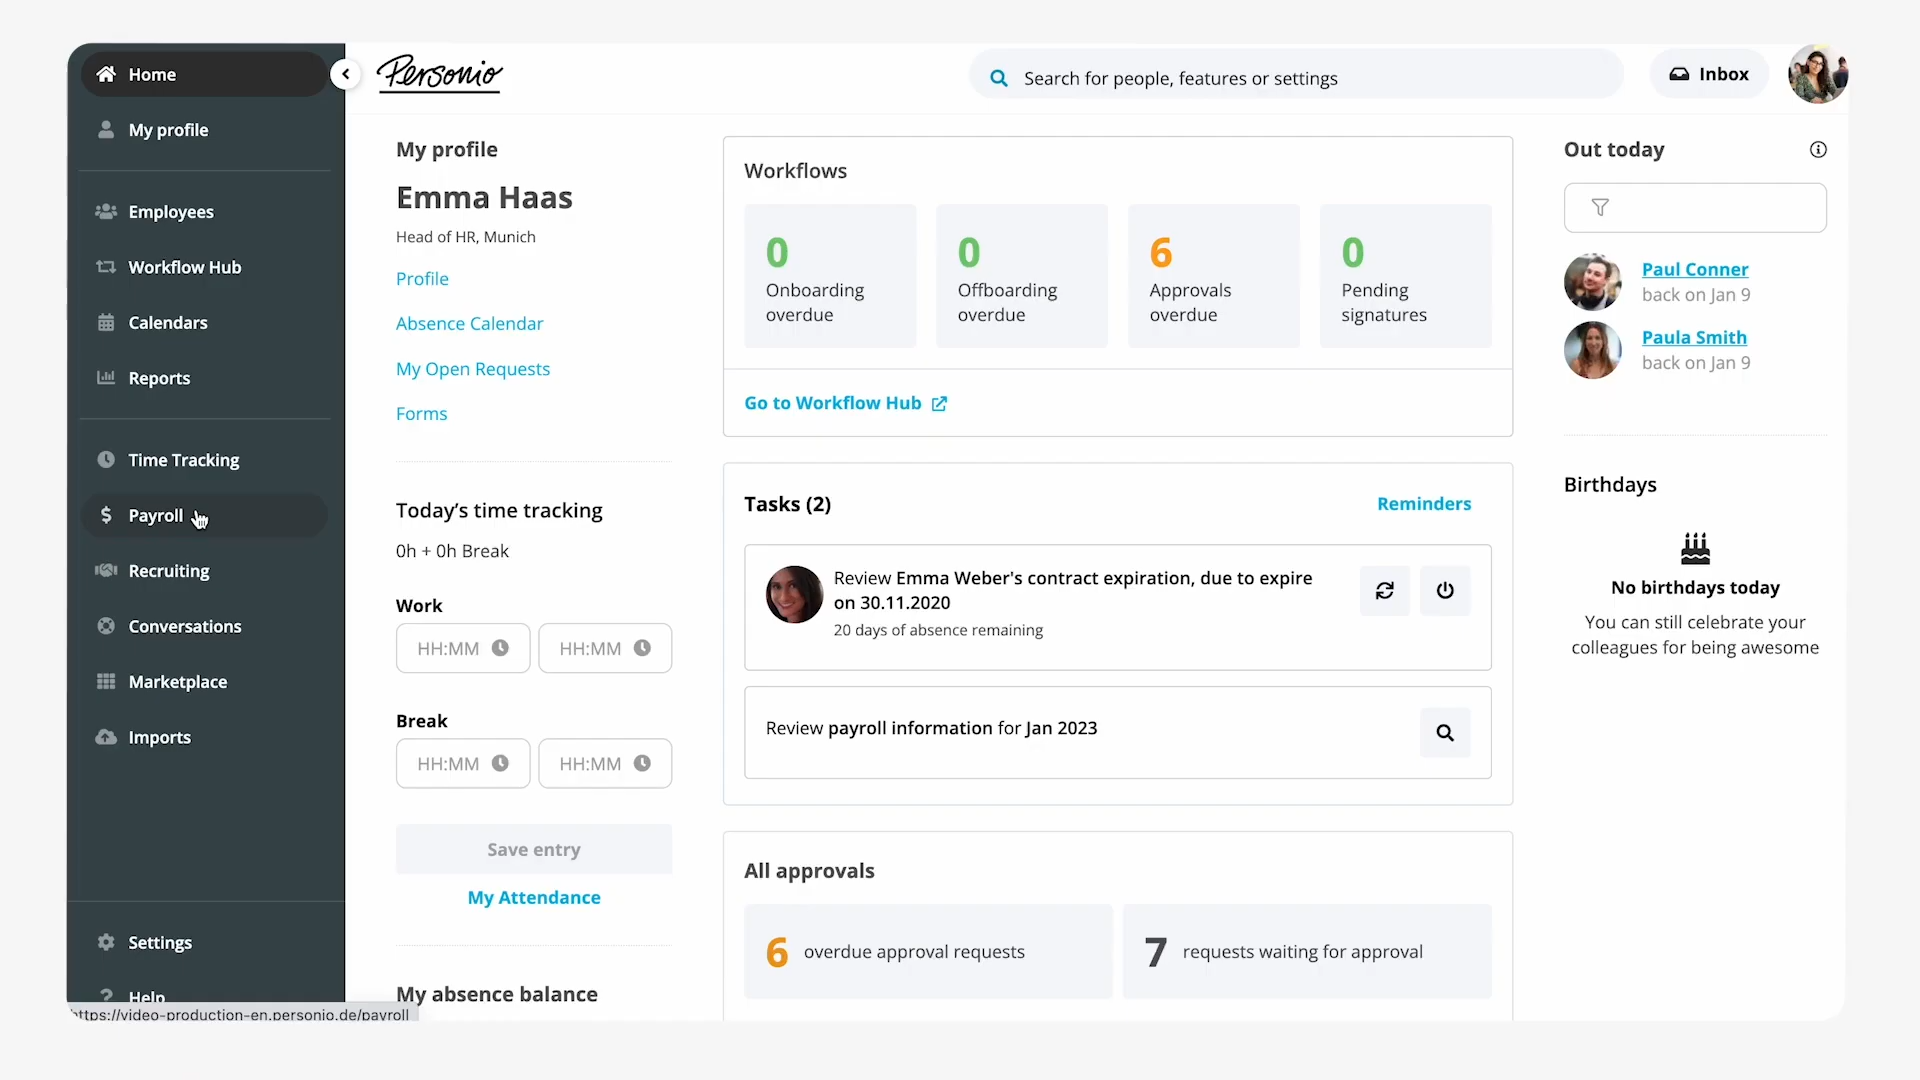 Home
My profile
Employees
Workflow Hub
Calendars
Reports
Time Tracking
Payroll
Recruiting
Conversations
Marketplace
Imports
Settings
Help
https://video-production-en.personio.de/payroll
Personio
Search for people, features or settings
Inbox
My profile
Emma Haas
Head of HR, Munich
Profile
Absence Calendar
My Open Requests
Forms
Today’s time tracking
0h + 0h Break
Work
HH:MM HH:MM
Break
HH:MM HH:MM
Save entry
My Attendance
My absence balance
Workflows
0
Onboarding
overdue
0
Offboarding
overdue
6
Approvals
overdue
0
Pending
signatures
Go to Workflow Hub
Tasks (2)
Reminders
Review Emma Weber's contract expiration, due to expire
on 30.11.2020
20 days of absence remaining
Review payroll information for Jan 2023
All approvals
6 overdue approval requests
7 requests waiting for approval
Out today
Paul Conner
back on Jan 9
Paula Smith
back on Jan 9
Birthdays
No birthdays today
You can still celebrate your
colleagues for being awesome